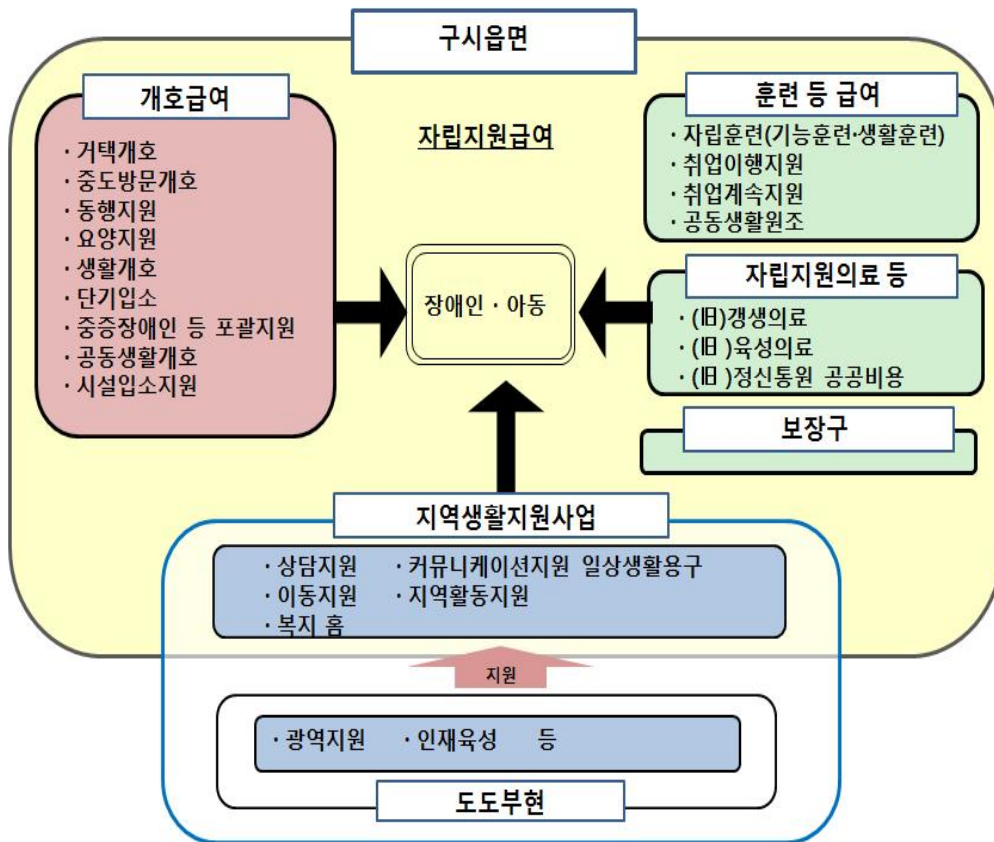 구시읍면
개호급여
· 거택개호
· 중도방문개호
· 동행지원
· 요양지원
· 생활개호
· 단기입소
· 중증장애인 등 포괄지원
· 공동생활개호
· 시설입소지원
자립지원급여
훈련 등 급여
· 자립훈련(기능훈련·생활훈련)
· 취업이행지원
· 취업계속지원
· 공동생활원조
장애인 · 아동
자립지원의료 등
· (旧)갱생의료
· (旧 )육성의료
· (旧 )정신통원 공공비용
보장구
지역생활지원사업
· 상담지원 · 커뮤니케이션지원 일상생활용구
· 이동지원 · 지역활동지원
· 복지 홈
지원
· 광역지원 · 인재육성 등
도도부현